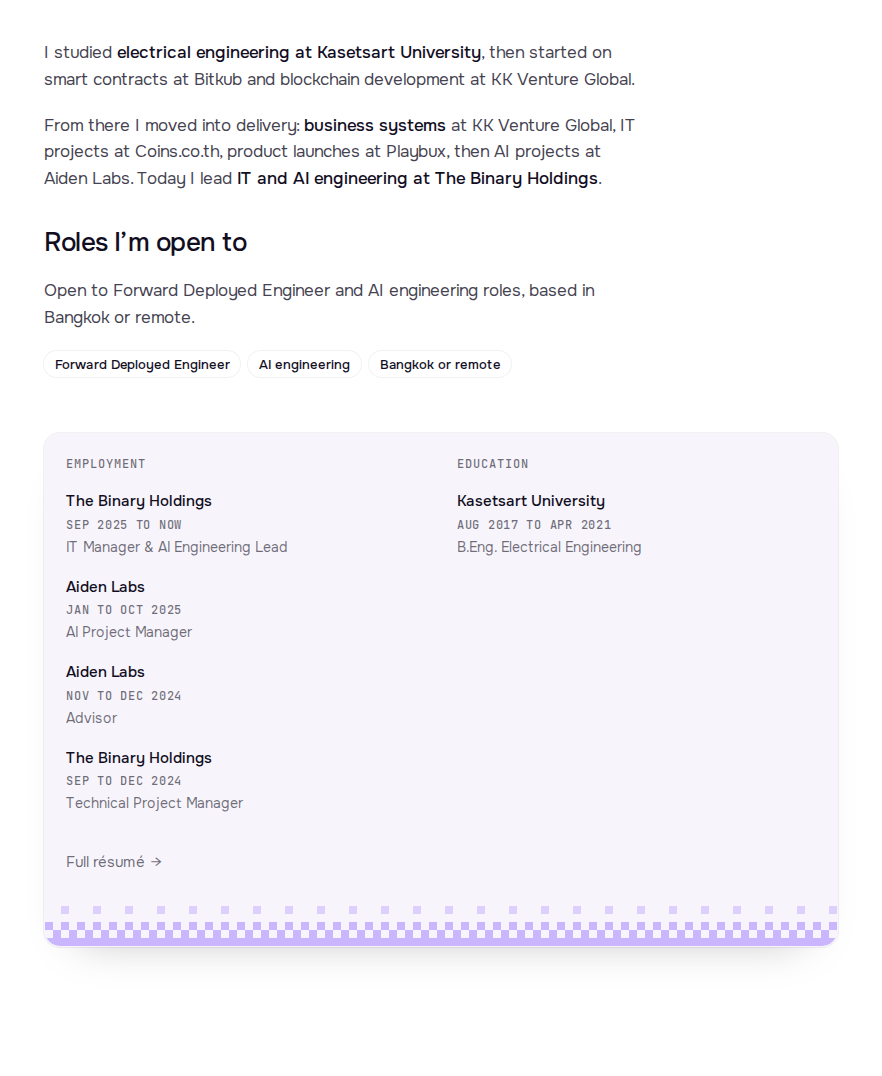 I studied electrical engineering at Kasetsart University, then started on
smart contracts at Bitkub and blockchain development at KK Venture Global.
From there I moved into delivery: business systems at KK Venture Global, IT
projects at Coins.co.th, product launches at Playbux, then AI projects at
Aiden Labs. Today I lead IT and AI engineering at The Binary Holdings.
Roles I’m open to
Open to Forward Deployed Engineer and AI engineering roles, based in
Bangkok or remote.
Forward Deployed Engineer
AI engineering
Bangkok or remote
EMPLOYMENT
The Binary Holdings
SEP 2025 TO NOW
IT Manager & AI Engineering Lead
Aiden Labs
JAN TO OCT 2025
AI Project Manager
Aiden Labs
NOV TO DEC 2024
Advisor
The Binary Holdings
SEP TO DEC 2024
Technical Project Manager
Full résumé →
EDUCATION
Kasetsart University
AUG 2017 TO APR 2021
B.Eng. Electrical Engineering